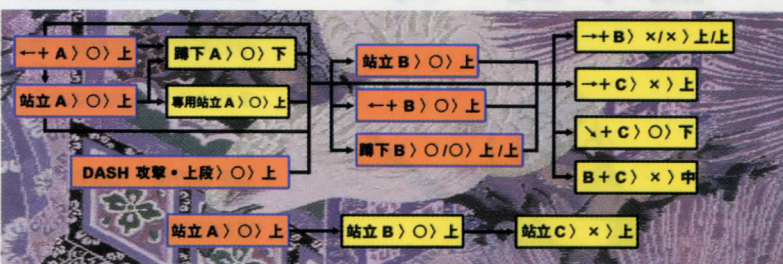 ←+A〉○〉上
蹲下A〉○〉下
站立A〉○〉上
專用站立A〉○〉上
DASH 攻擊・上段〉○〉上
站立B〉○〉上
←+B〉○〉上
蹲下B〉○/○〉上/上
→+B〉×/×〉上/上
→+C〉×〉上
↘+C〉○〉下
B+C〉×〉中
站立A〉○〉上
站立B〉○〉上
站立C〉×〉上